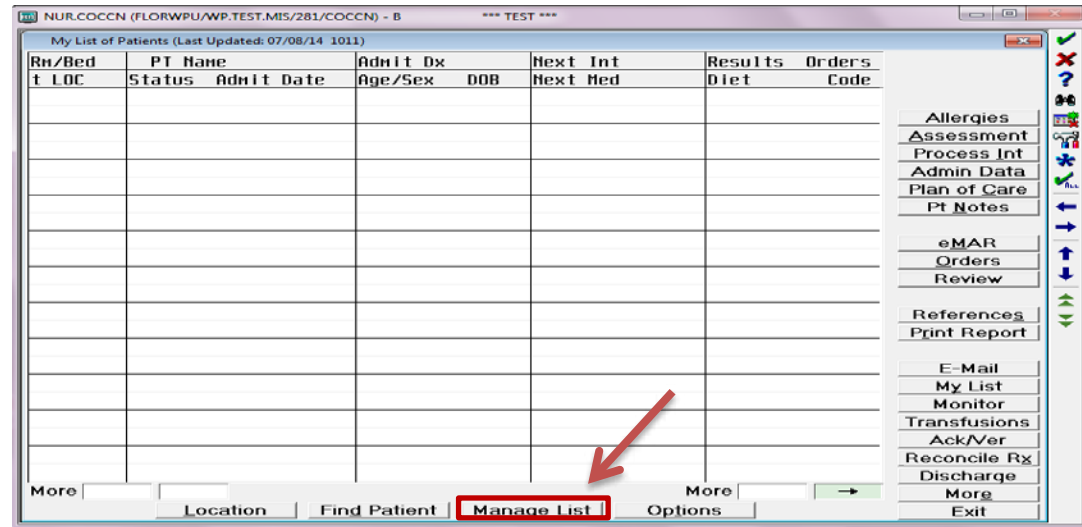 NUR.COCCN (FLORWPU/WP.TEST.MIS/281/COCCN) - B *** TEST ***
My List of Patients (Last Updated: 07/08/14 1011)
Rm/Bed PT Name Admit Dx Next Int Results Orders
t LOC Status Admit Date Age/Sex DOB Next Med Diet Code
Allergies
Assessment
Process Int
Admin Data
Plan of Care
Pt Notes
eMAR
Orders
Review
References
Print Report
E-Mail
My List
Monitor
Transfusions
Ack/Ver
Reconcile Rx
Discharge
More More More
Location Find Patient Manage List Options Exit
ALL